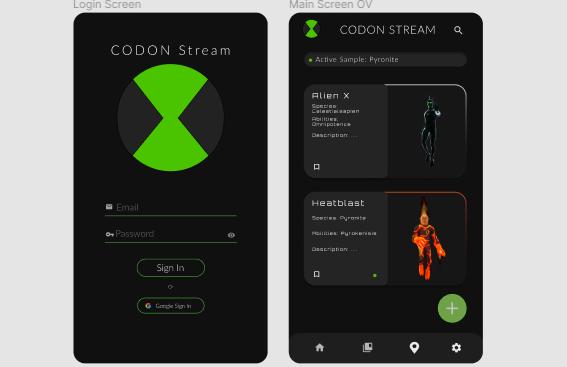 Login Screen
CODON Stream
Email
Password
Sign In
or
Google Sign In
Main Screen OV
CODON STREAM
Active Sample: Pyronite
Alien X
Species:
Celestialsapien
Abilities:
Omnipotence
Description: ...
Heatblast
Species: Pyronite
Abilities: Pyrokenisis
Description: ...